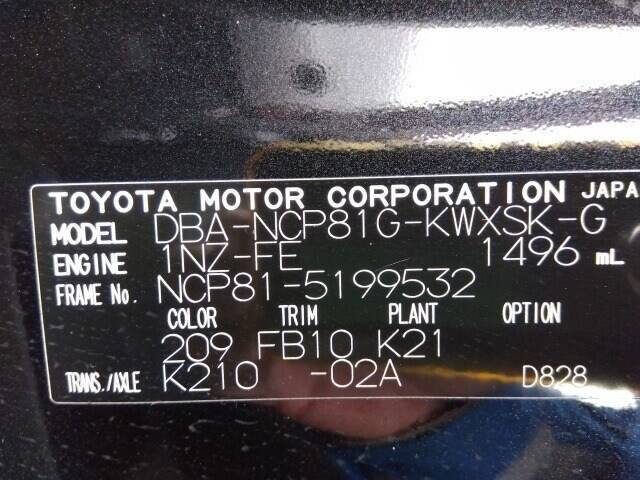 TOYOTA MOTOR CORPORATION JAPA
MODEL DBA-NCP81G-KWXSK-G
ENGINE 1NZ-FE 1496 mL
FRAME No. NCP81-5199532
COLOR TRIM PLANT OPTION
209 FB10 K21
TRANS./AXLE K210 -02A D828